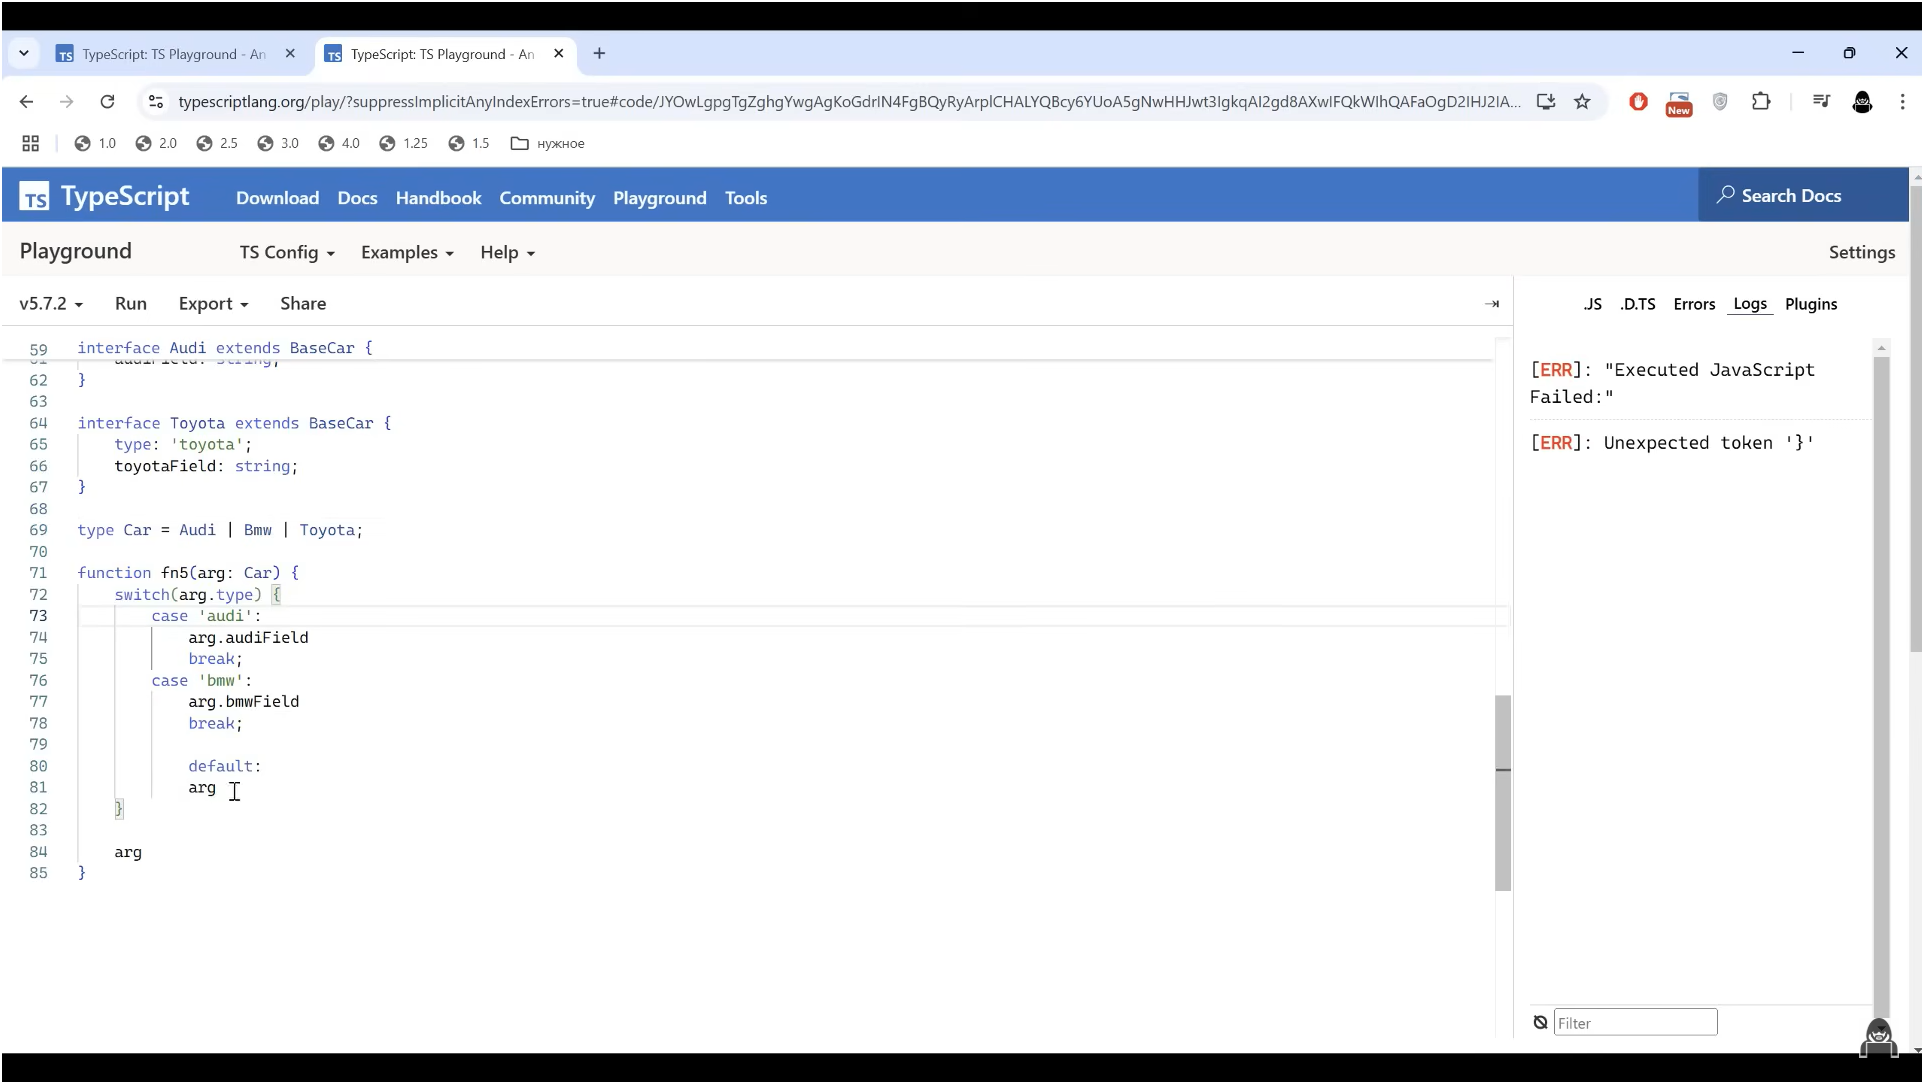 TypeScript: TS Playground - An
TypeScript: TS Playground - An
typescriptlang.org/play/?suppressImplicitAnyIndexErrors=true#code/JYOwLgpgTgZghgYwgAgKoGdrIN4FgBQyRyArplCHALYQBcy6YUoA5gNwHHJwt3IgkqAI2gd8AXwIFQkWIhQAFaOgD2IHJ2IA...
New
1.0
2.0
2.5
3.0
4.0
1.25
1.5
нужное
TS TypeScript
Download
Docs
Handbook
Community
Playground
Tools
Search Docs
Playground
TS Config
Examples
Help
Settings
v5.7.2
Run
Export
Share
.JS
.D.TS
Errors
Logs
Plugins
59 interface Audi extends BaseCar {
61 audiField: string;
62 }
63
64 interface Toyota extends BaseCar {
65 type: 'toyota';
66 toyotaField: string;
67 }
68
69 type Car = Audi | Bmw | Toyota;
70
71 function fn5(arg: Car) {
72 switch(arg.type) {
73 case 'audi':
74 arg.audiField
75 break;
76 case 'bmw':
77 arg.bmwField
78 break;
79
80 default:
81 arg
82 }
83
84 arg
85 }
[ERR]: "Executed JavaScript
Failed:"
[ERR]: Unexpected token '}'
Filter